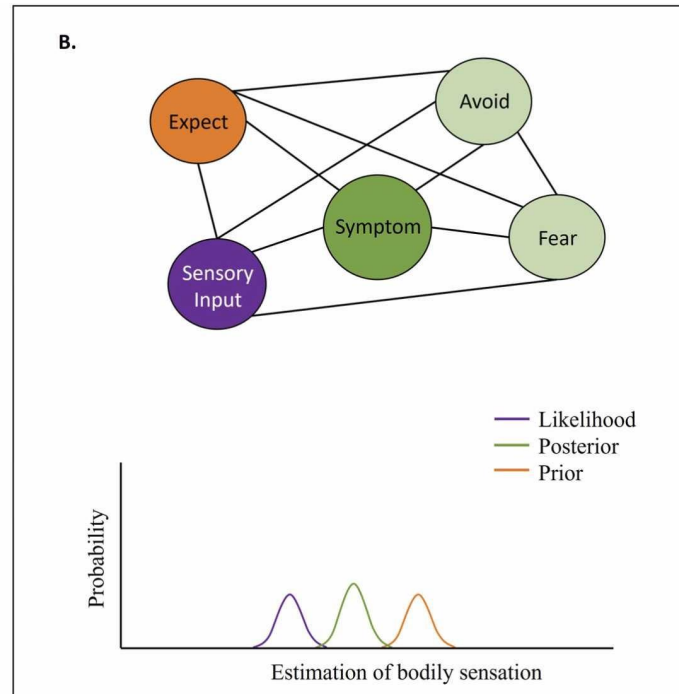 B.
Expect
Avoid
Symptom
Fear
Sensory
Input
Likelihood
Posterior
Prior
Probability
Estimation of bodily sensation